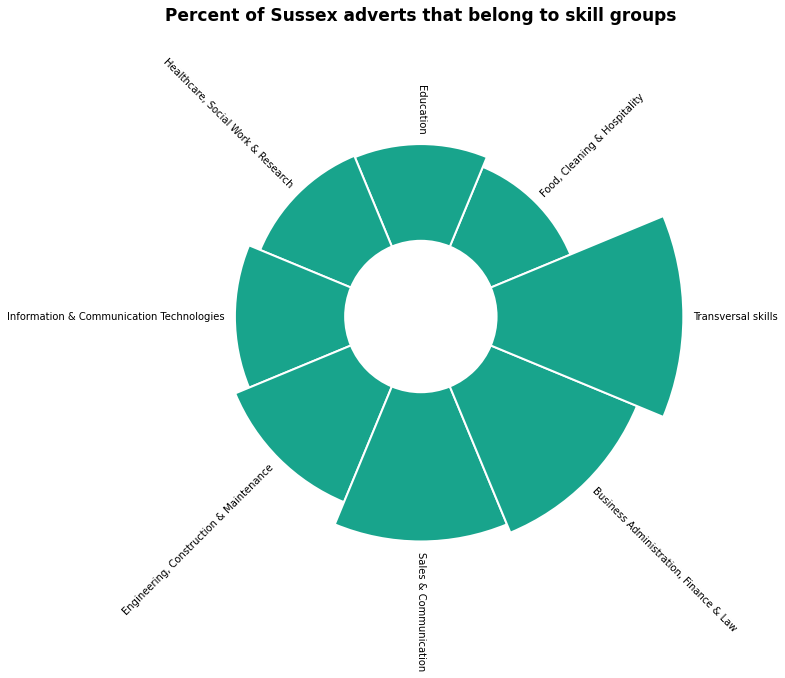 Percent of Sussex adverts that belong to skill groups
Healthcare, Social Work & Research
Education
Food, Cleaning & Hospitality
Information & Communication Technologies
Transversal skills
Engineering, Construction & Maintenance
Sales & Communication
Business Administration, Finance & Law